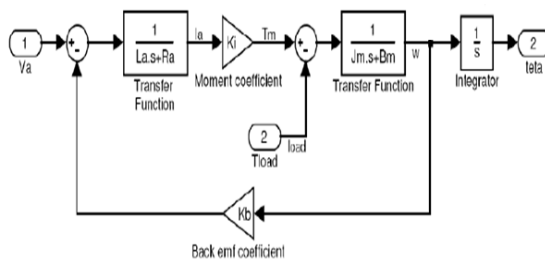 1
Va
+
-
1
La.s+Ra
Transfer
Function
Ia
Ki
Moment coefficient
Tm
+
-
1
Jm.s+Bm
Transfer Function
w
1
s
Integrator
2
teta
2
Tload
load
Kb
Back emf coefficient